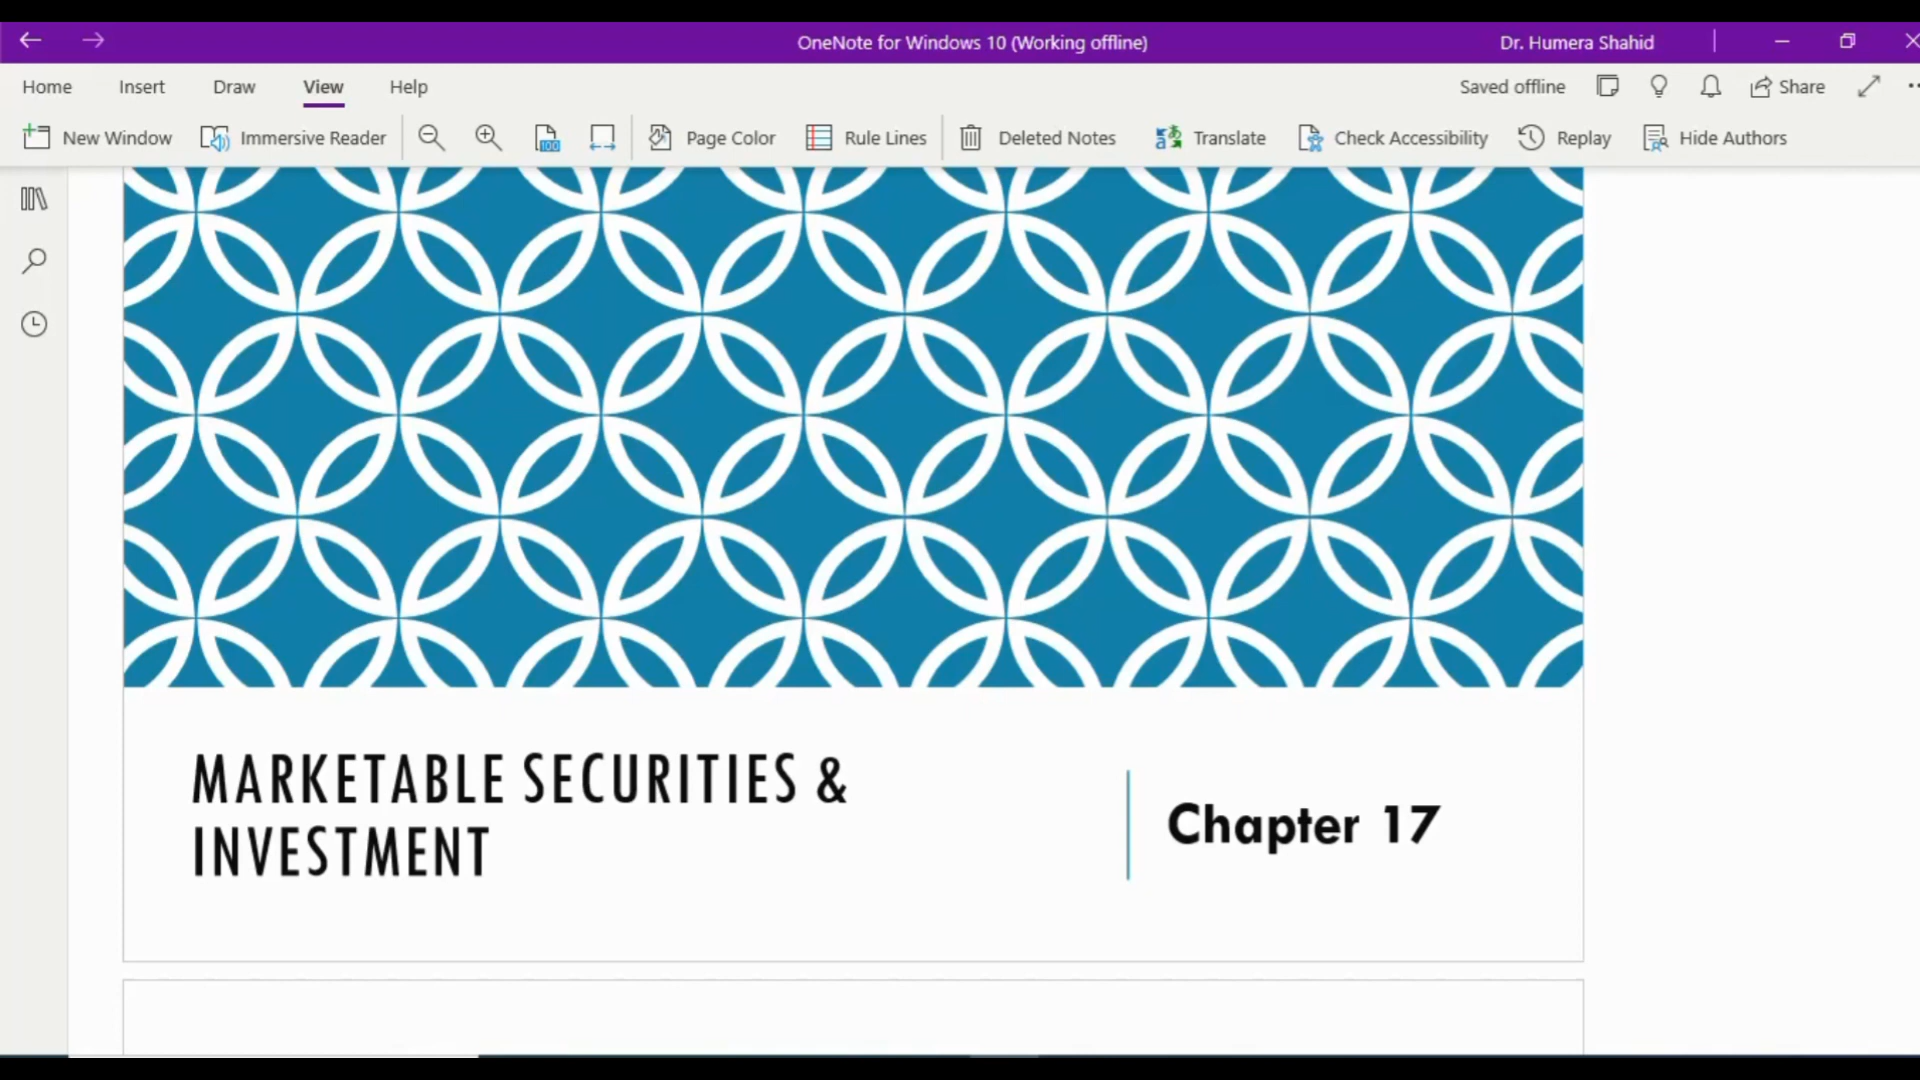 OneNote for Windows 10 (Working offline)
Dr. Humera Shahid
Home Insert Draw View Help
Saved offline Share
New Window Immersive Reader 100 Page Color Rule Lines Deleted Notes Translate Check Accessibility Replay Hide Authors
MARKETABLE SECURITIES &
INVESTMENT
Chapter 17